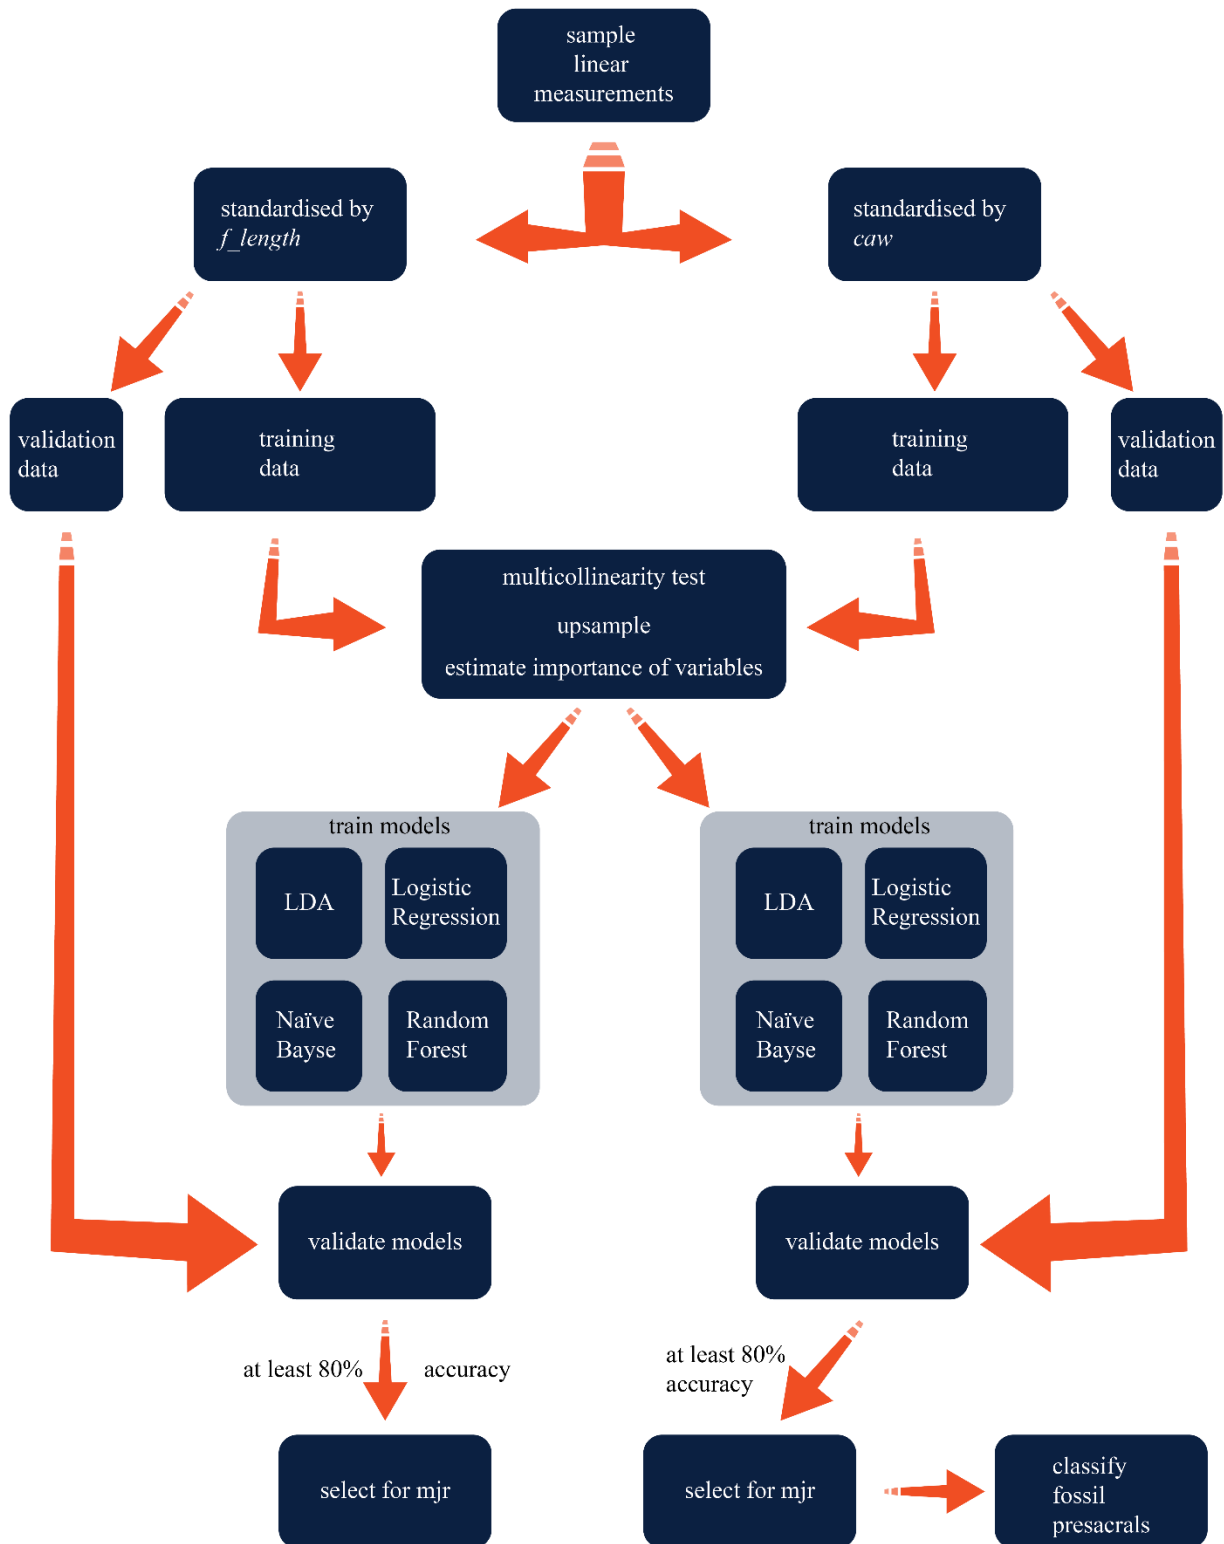 sample
linear
measurements
standardised by
f_length
standardised by
caw
validation
data
training
data
training
data
validation
data
multicollinearity test
upsample
estimate importance of variables
train models
LDA
Logistic
Regression
Naïve
Bayse
Random
Forest
train models
LDA
Logistic
Regression
Naïve
Bayse
Random
Forest
validate models
validate models
at least 80% accuracy
at least 80%
accuracy
select for mjr
select for mjr
classify
fossil
presacrals